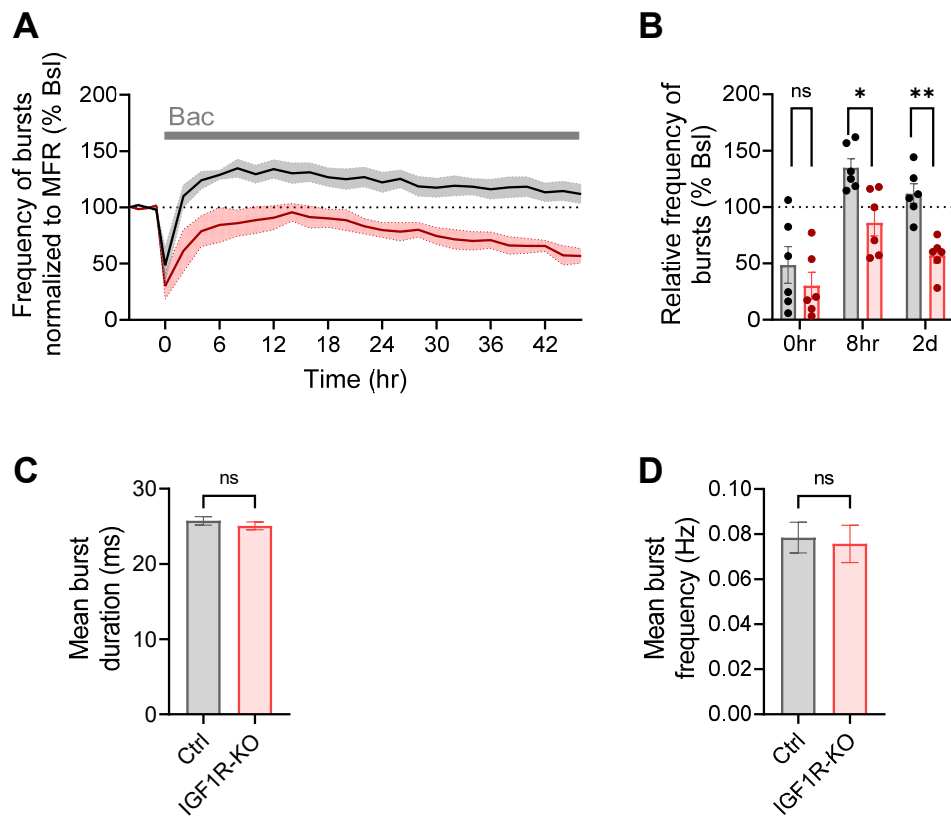 A
Frequency of bursts
normalized to MFR (% Bsl)
200
150
100
50
0
Bac
0
6
12
18
24
30
36
42
Time (hr)
B
Relative frequency of
bursts (% Bsl)
200
150
100
50
0
ns
*
**
0hr
8hr
2d
C
Mean burst
duration (ms)
30
20
10
0
ns
Ctrl
IGF1R-KO
D
Mean burst
frequency (Hz)
0.10
0.08
0.06
0.04
0.02
0.00
ns
Ctrl
IGF1R-KO